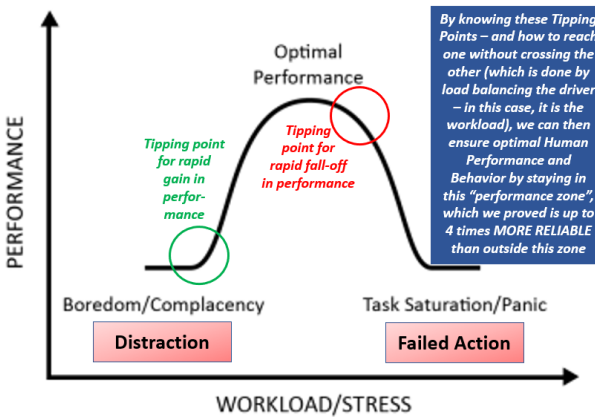 By knowing these Tipping
Points – and how to reach
one without crossing the
other (which is done by
load balancing the driver
– in this case, it is the
workload), we can then
ensure optimal Human
Performance and
Behavior by staying in
this “performance zone”,
which we proved is up to
4 times MORE RELIABLE
than outside this zone
Optimal
Performance
Tipping point
for rapid
gain in
perfor-
mance
Tipping
point for
rapid fall-off
in performance
PERFORMANCE
Boredom/Complacency
Task Saturation/Panic
Distraction
Failed Action
WORKLOAD/STRESS